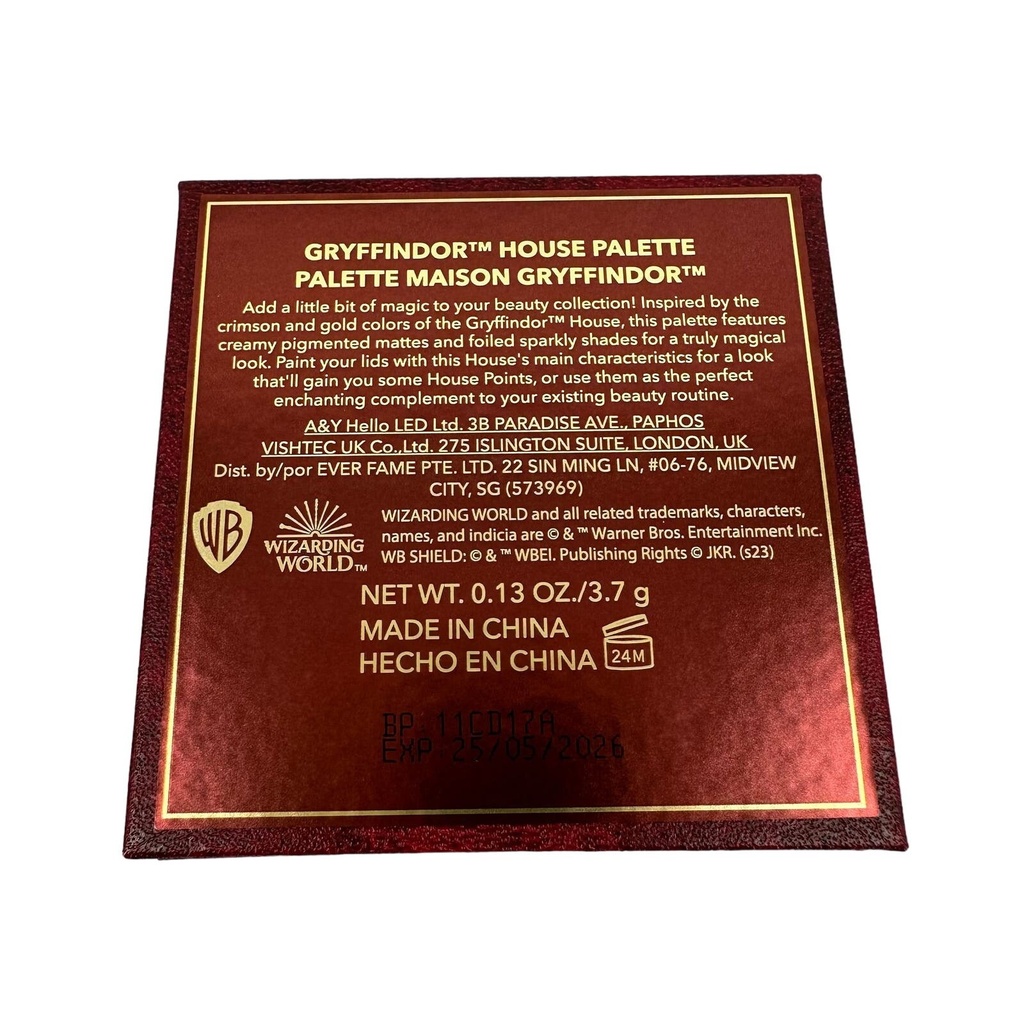 GRYFFINDOR™ HOUSE PALETTE
PALETTE MAISON GRYFFINDOR™
Add a little bit of magic to your beauty collection! Inspired by the
crimson and gold colors of the Gryffindor™ House, this palette features
creamy pigmented mattes and foiled sparkly shades for a truly magical
look. Paint your lids with this House's main characteristics for a look
that'll gain you some House Points, or use them as the perfect
enchanting complement to your existing beauty routine.
A&Y Hello LED Ltd. 3B PARADISE AVE., PAPHOS
VISHTEC UK Co.,Ltd. 275 ISLINGTON SUITE, LONDON, UK
Dist. by/por EVER FAME PTE. LTD. 22 SIN MING LN, #06-76, MIDVIEW
CITY, SG (573969)
WB
WIZARDING
WORLD™
WIZARDING WORLD and all related trademarks, characters,
names, and indicia are © & ™ Warner Bros. Entertainment Inc.
WB SHIELD: © & ™ WBEI. Publishing Rights © JKR. (s23)
NET WT. 0.13 OZ./3.7 g
MADE IN CHINA
HECHO EN CHINA
24M
BP 11CD17A
EXP 25/05/2026